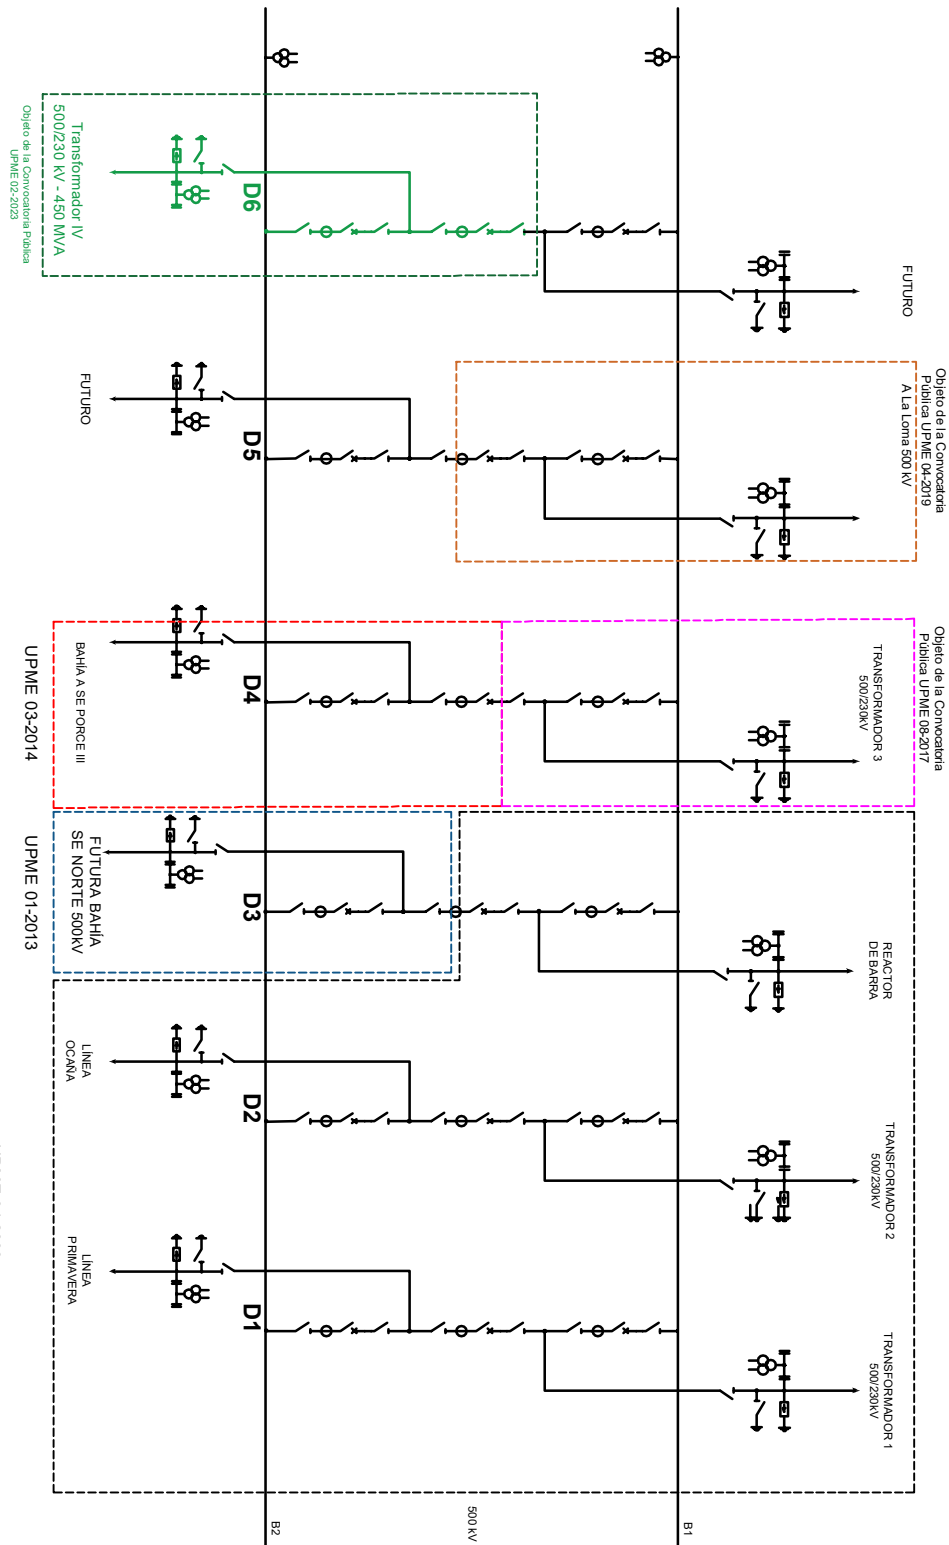 FUTURO
Objeto de la Convocatoria
Pública UPME 04-2019
A La Loma 500 kV
Objeto de la Convocatoria
Pública UPME 08-2017
TRANSFORMADOR 3
500/230kV
REACTOR
DE BARRA
TRANSFORMADOR 2
500/230kV
TRANSFORMADOR 1
500/230kV
B1
500 kV
B2
D6
D5
D4
D3
D2
D1
Transformador IV
500/230 kV - 450 MVA
Objeto de la Convocatoria Pública
UPME 02-2023
FUTURO
BAHÍA A SE PORCE III
UPME 03-2014
FUTURA BAHÍA
SE NORTE 500kV
UPME 01-2013
LÍNEA
OCAÑA
LÍNEA
PRIMAVERA